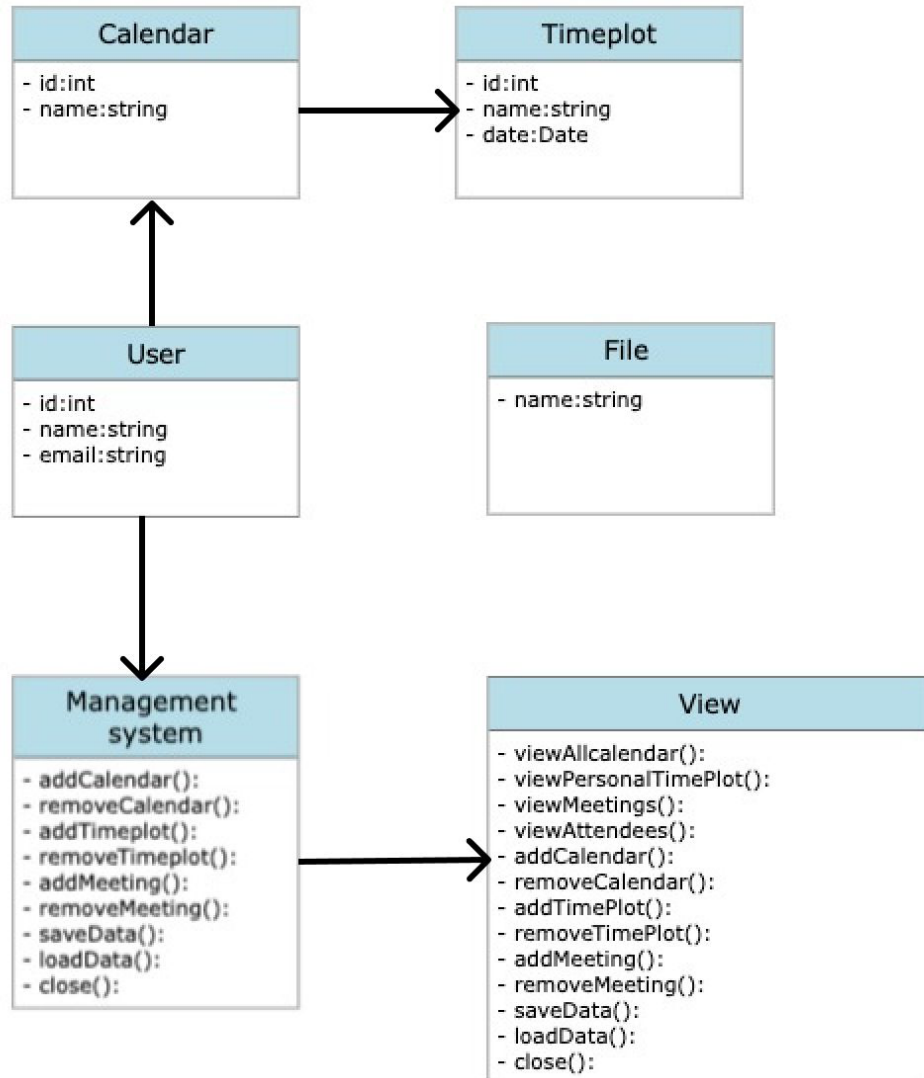 Calendar
- id:int
- name:string
Timeplot
- id:int
- name:string
- date:Date
User
- id:int
- name:string
- email:string
File
- name:string
Management
system
- addCalendar():
- removeCalendar():
- addTimeplot():
- removeTimeplot():
- addMeeting():
- removeMeeting():
- saveData():
- loadData():
- close():
View
- viewAllcalendar():
- viewPersonalTimePlot():
- viewMeetings():
- viewAttendees():
- addCalendar():
- removeCalendar():
- addTimePlot():
- removeTimePlot():
- addMeeting():
- removeMeeting():
- saveData():
- loadData():
- close():